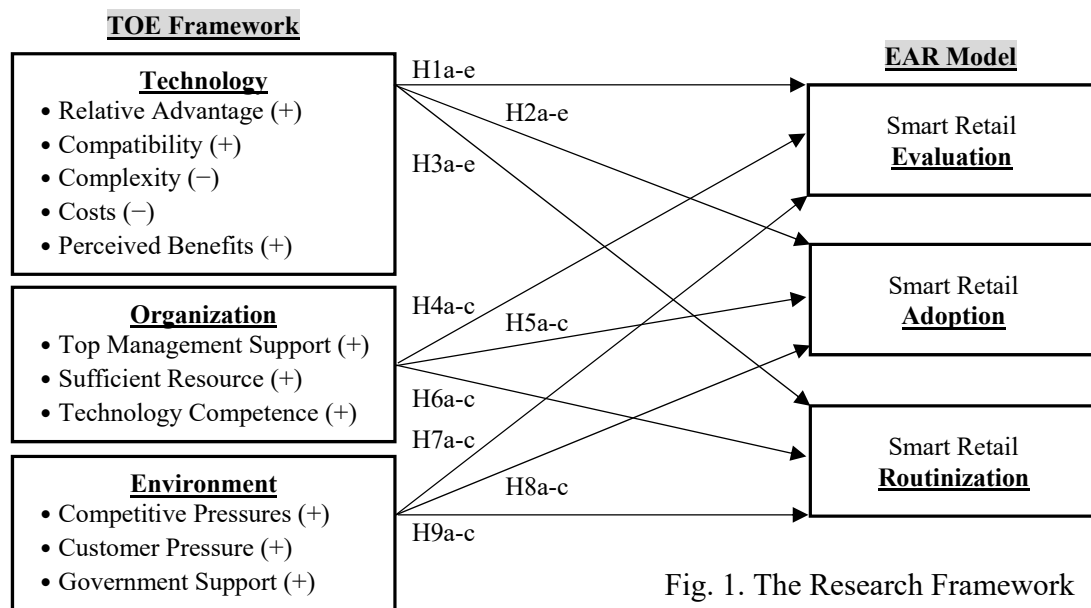 TOE Framework
Technology
• Relative Advantage (+)
• Compatibility (+)
• Complexity (−)
• Costs (−)
• Perceived Benefits (+)
Organization
• Top Management Support (+)
• Sufficient Resource (+)
• Technology Competence (+)
Environment
• Competitive Pressures (+)
• Customer Pressure (+)
• Government Support (+)
H1a-e
H2a-e
H3a-e
H4a-c
H5a-c
H6a-c
H7a-c
H8a-c
H9a-c
EAR Model
Smart Retail
Evaluation
Smart Retail
Adoption
Smart Retail
Routinization
Fig. 1. The Research Framework